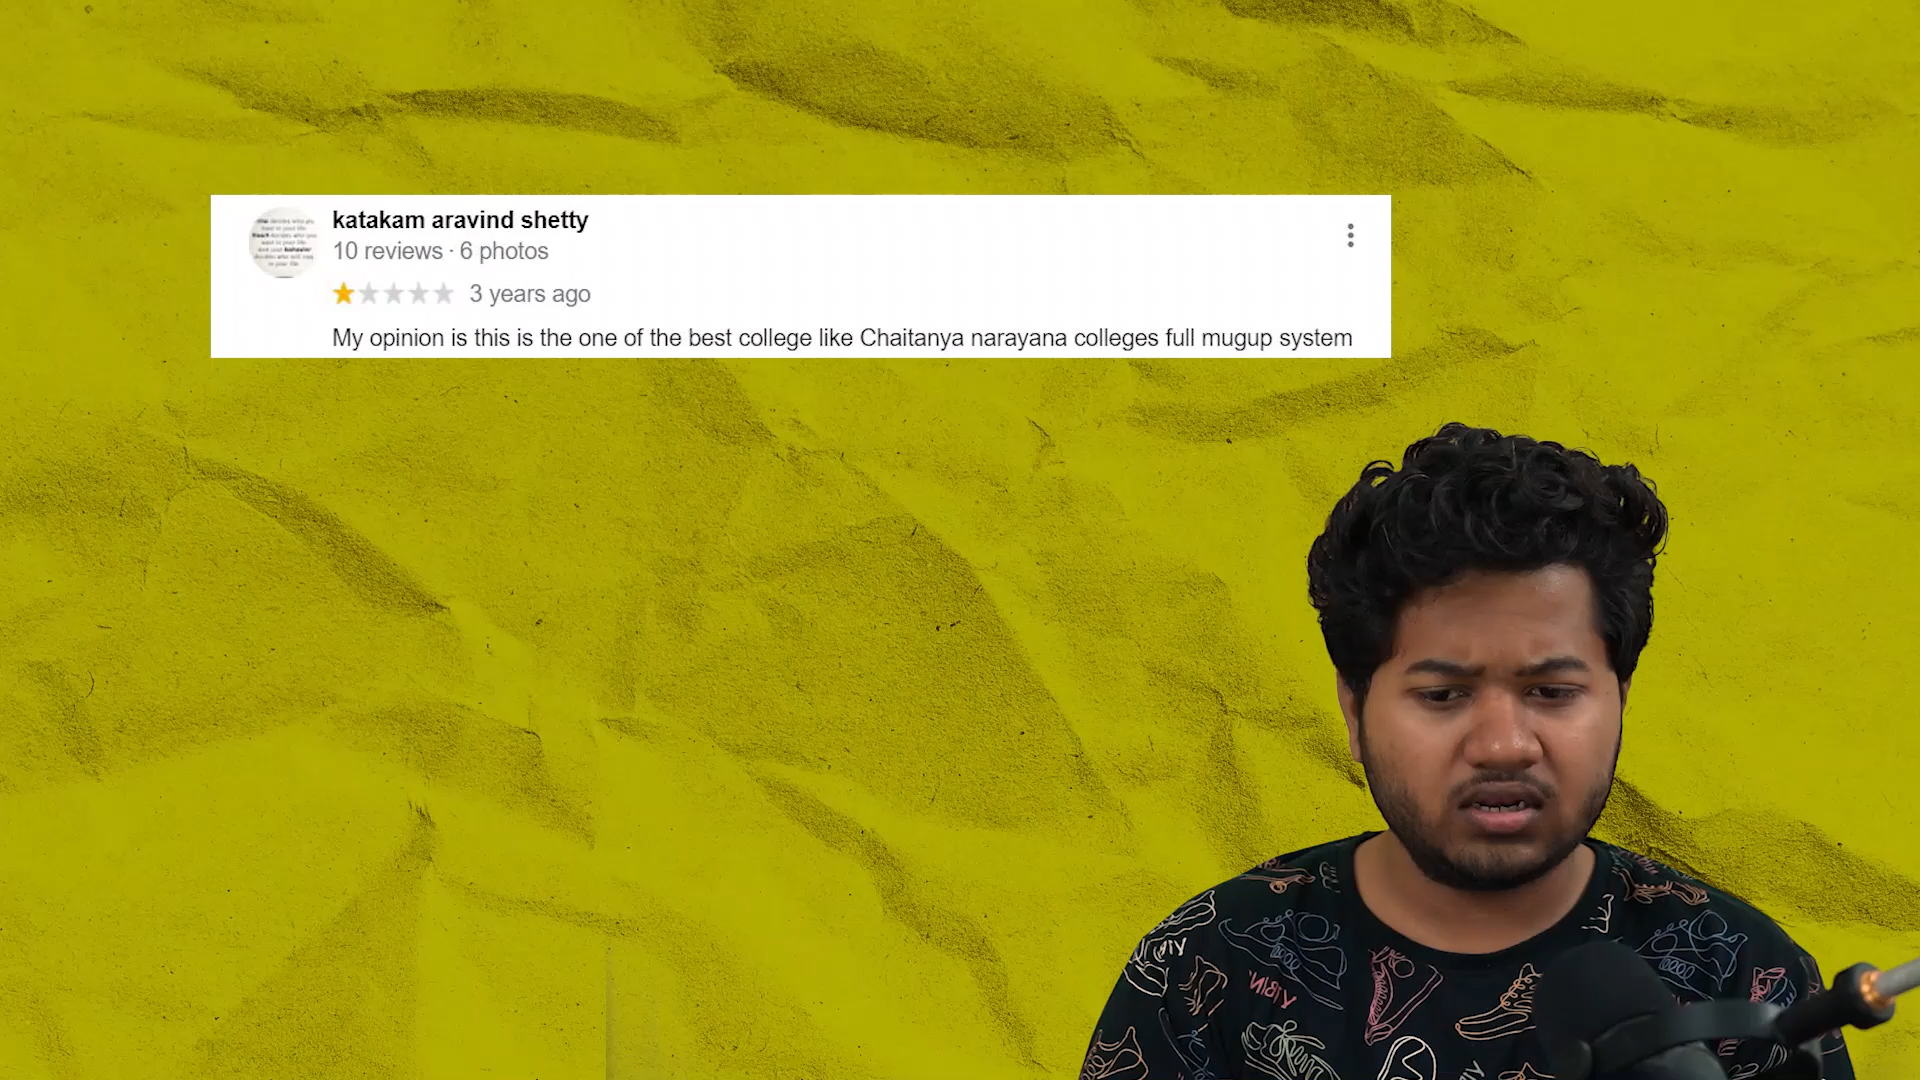 katakam aravind shetty
10 reviews · 6 photos
3 years ago
My opinion is this is the one of the best college like Chaitanya narayana colleges full mugup system